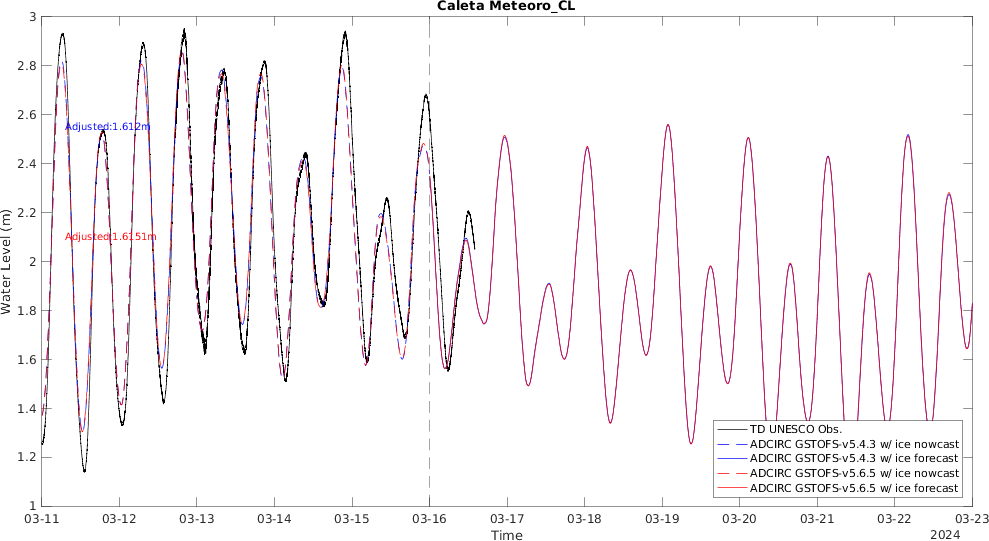 Caleta Meteoro_CL
3
2.8
2.6
Adjusted:1.612m
2.4
2.2
Adjusted:1.6151m
Water Level (m)
2
1.8
1.6
1.4
TD UNESCO Obs.
ADCIRC GSTOFS-v5.4.3 w/ ice nowcast
1.2
ADCIRC GSTOFS-v5.4.3 w/ ice forecast
ADCIRC GSTOFS-v5.6.5 w/ ice nowcast
ADCIRC GSTOFS-v5.6.5 w/ ice forecast
1
03-11 03-12 03-13 03-14 03-15 03-16 03-17 03-18 03-19 03-20 03-21 03-22 03-23
Time
2024